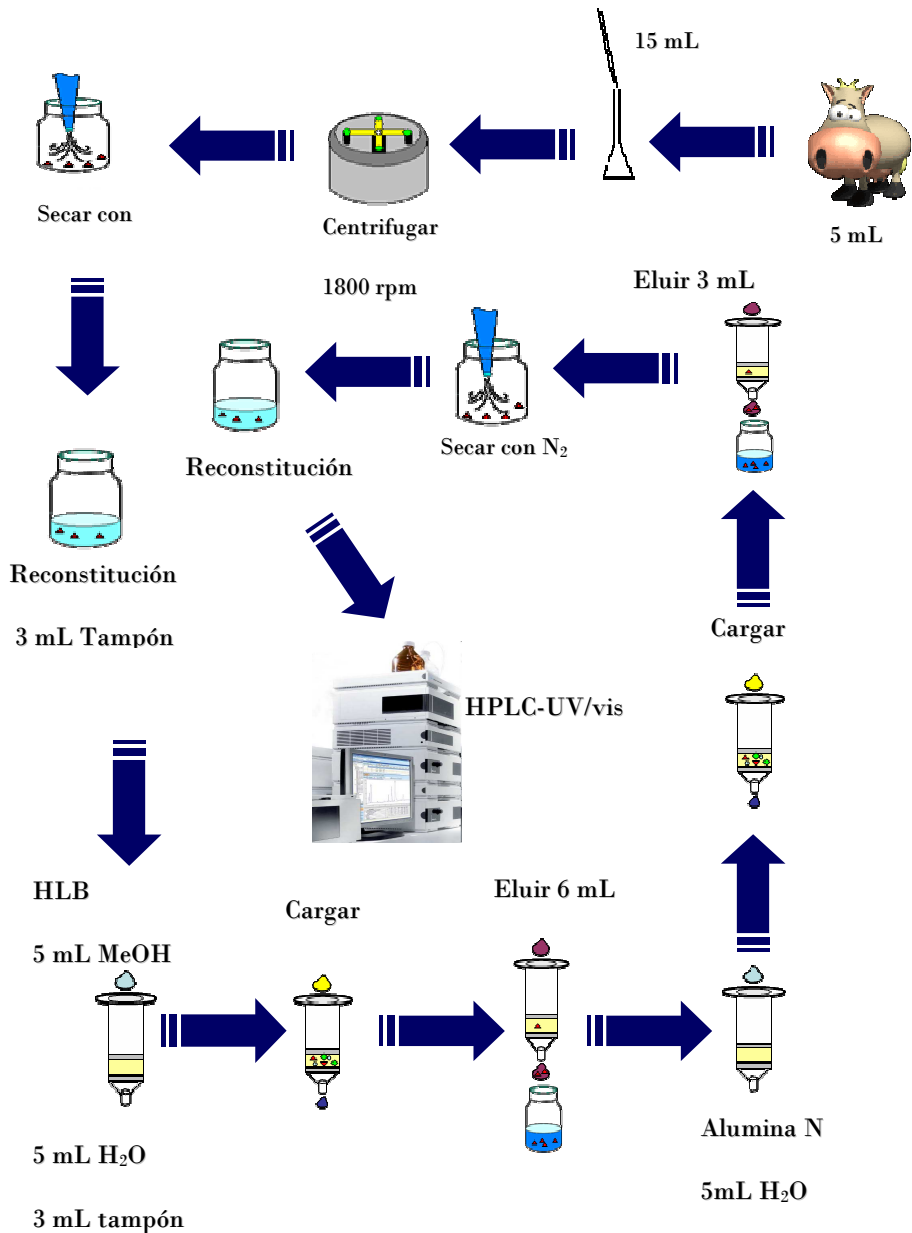 15 mL
5 mL
Centrifugar
1800 rpm
Secar con
Reconstitución
3 mL Tampón
HLB
5 mL MeOH
5 mL H₂O
3 mL tampón
Cargar
Eluir 6 mL
Alumina N
5mL H₂O
Cargar
Eluir 3 mL
Secar con N₂
Reconstitución
HPLC-UV/vis